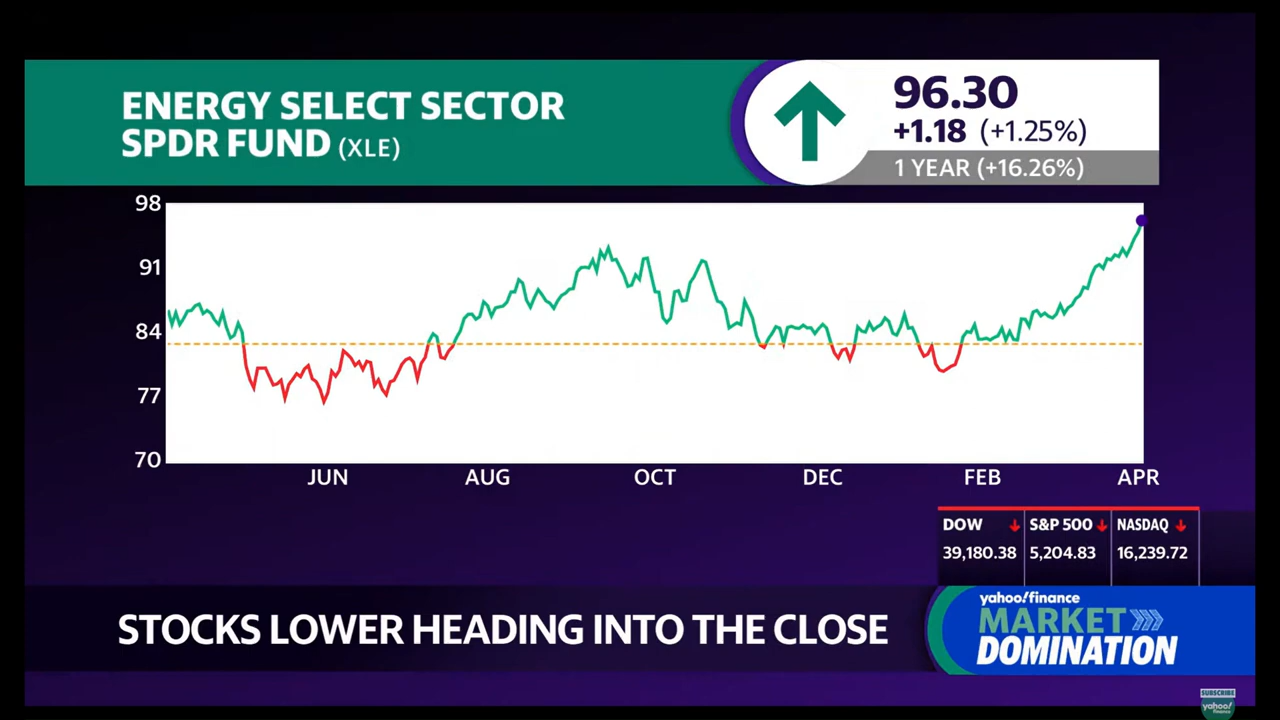 ENERGY SELECT SECTOR
SPDR FUND (XLE)
96.30
+1.18 (+1.25%)
1 YEAR (+16.26%)
98
91
84
77
70
JUN AUG OCT DEC FEB APR
DOW S&P 500 NASDAQ
39,180.38 5,204.83 16,239.72
STOCKS LOWER HEADING INTO THE CLOSE
yahoo!finance
MARKET
DOMINATION
SUBSCRIBE
yahoo!
finance